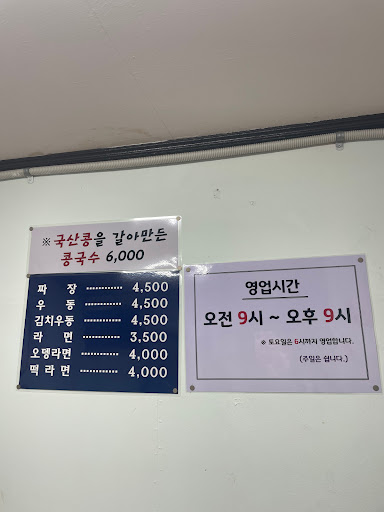 ※ 국산콩을 갈아만든
콩국수 6,000
짜 장 ············ 4,500
우 동 ············ 4,500
김치우동 ············ 4,500
라 면 ············ 3,500
오뎅라면 ············ 4,000
떡라면 ············ 4,000
영업시간
오전 9시 ~ 오후 9시
※ 토요일은 6시까지 영업합니다.
(주일은 쉽니다.)